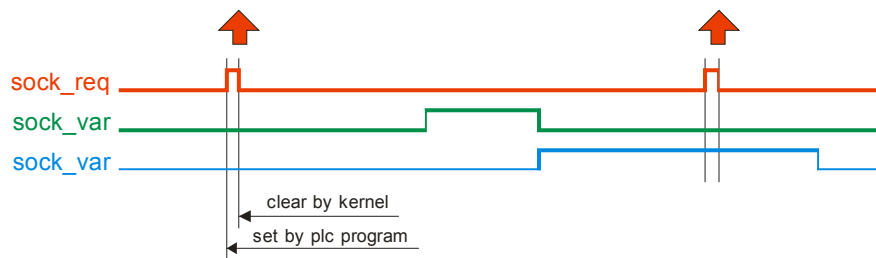 sock_req
sock_var
sock_var
clear by kernel
set by plc program